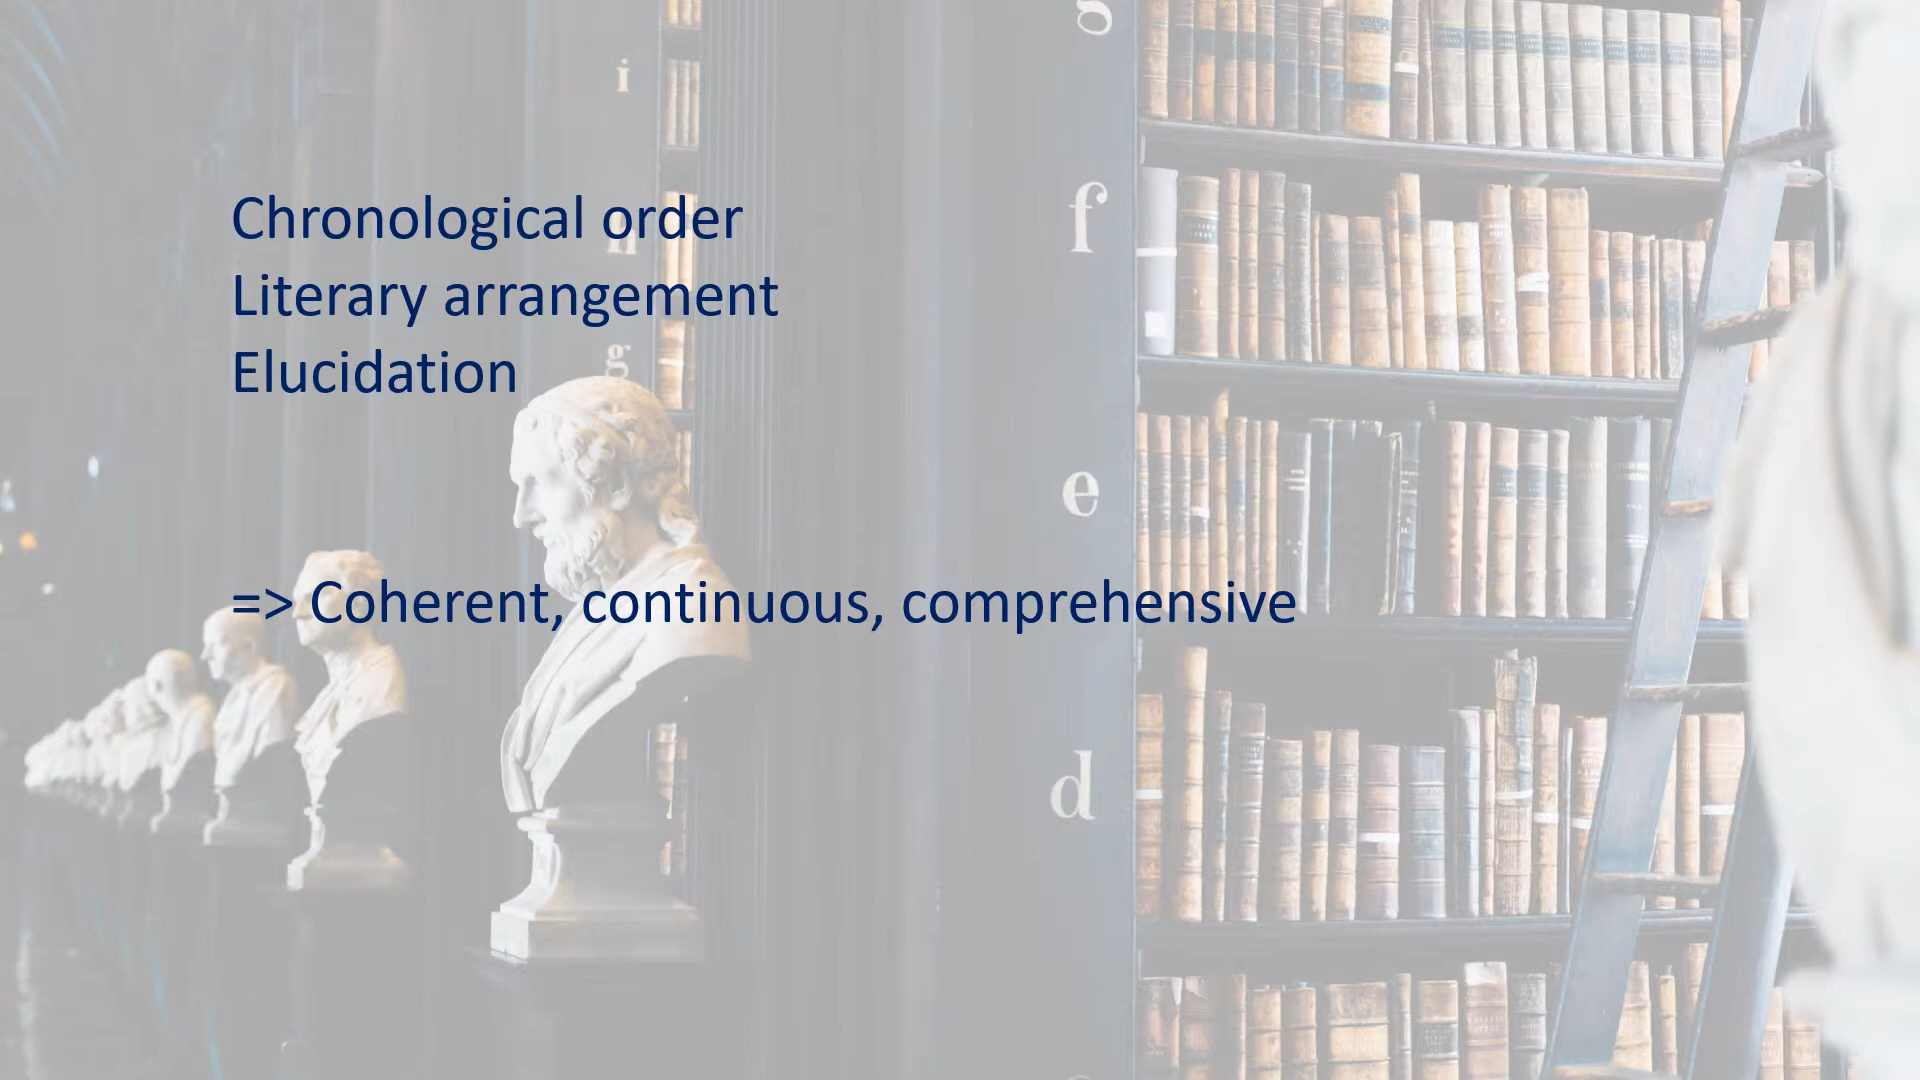 Chronological order
Literary arrangement
Elucidation
=> Coherent, continuous, comprehensive
i
n
g
f
e
d